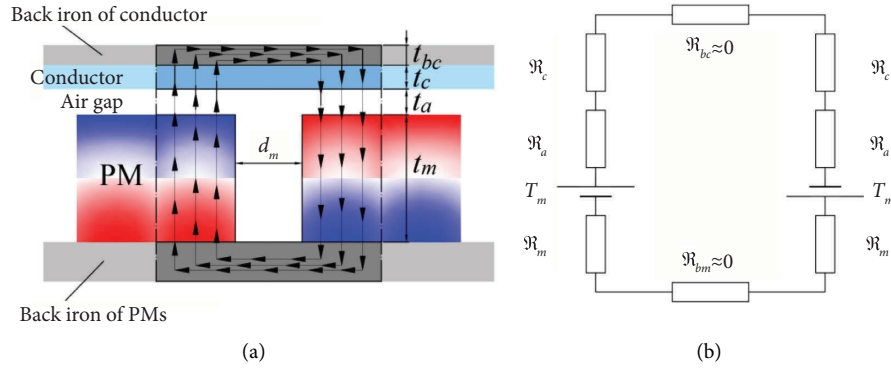 Back iron of conductor
Conductor
Air gap
PM
Back iron of PMs
d_m
t_bc
t_c
t_a
t_m
(a)
ℜ_bc≈0
ℜ_c
ℜ_c
ℜ_a
ℜ_a
T_m
T_m
ℜ_m
ℜ_m
ℜ_bm≈0
(b)